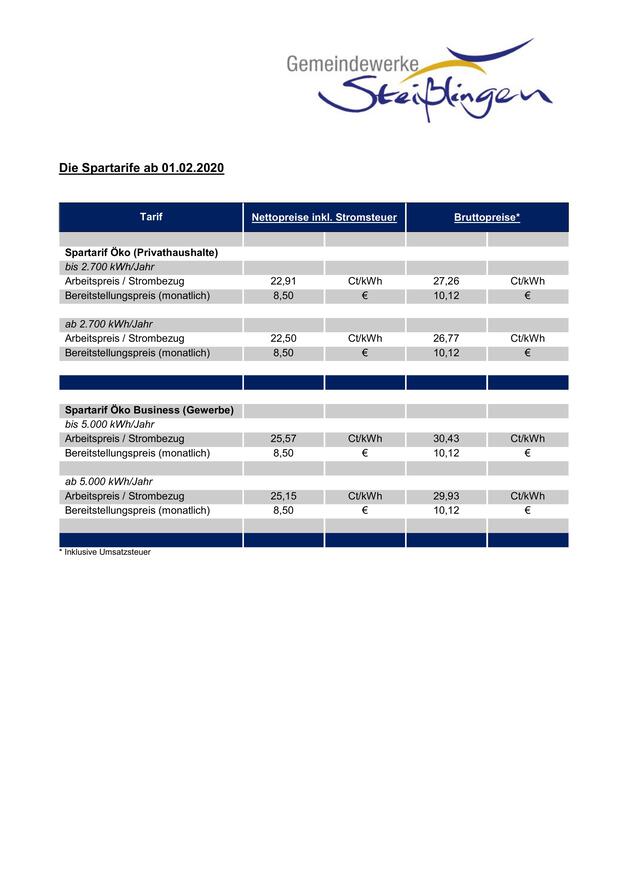 Gemeindewerke
Steißlingen
Die Spartarife ab 01.02.2020
Tarif Nettopreise inkl. Stromsteuer Bruttopreise*
Spartarif Öko (Privathaushalte)
bis 2.700 kWh/Jahr
Arbeitspreis / Strombezug 22,91 Ct/kWh 27,26 Ct/kWh
Bereitstellungspreis (monatlich) 8,50 € 10,12 €
ab 2.700 kWh/Jahr
Arbeitspreis / Strombezug 22,50 Ct/kWh 26,77 Ct/kWh
Bereitstellungspreis (monatlich) 8,50 € 10,12 €
Spartarif Öko Business (Gewerbe)
bis 5.000 kWh/Jahr
Arbeitspreis / Strombezug 25,57 Ct/kWh 30,43 Ct/kWh
Bereitstellungspreis (monatlich) 8,50 € 10,12 €
ab 5.000 kWh/Jahr
Arbeitspreis / Strombezug 25,15 Ct/kWh 29,93 Ct/kWh
Bereitstellungspreis (monatlich) 8,50 € 10,12 €
* Inklusive Umsatzsteuer